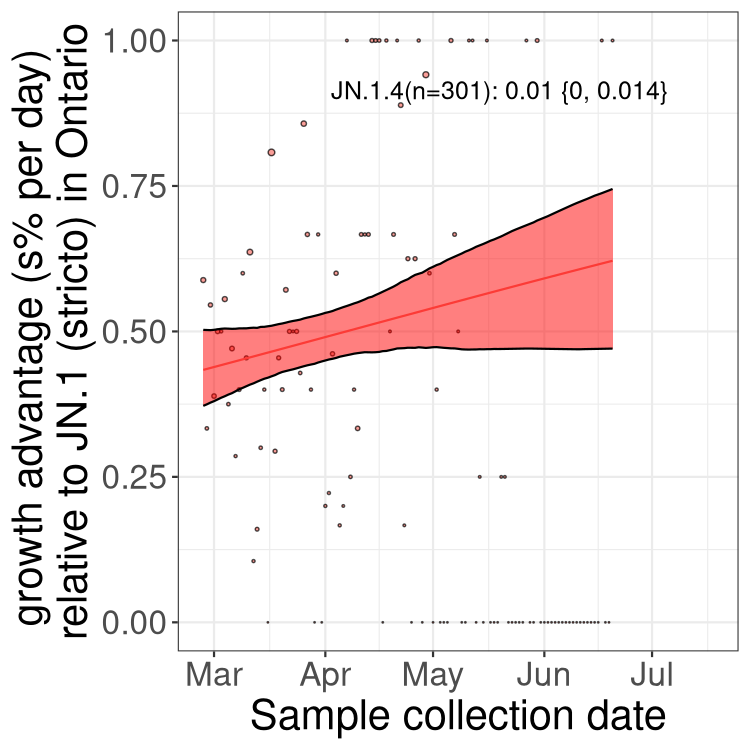 growth advantage (s% per day)
relative to JN.1 (stricto) in Ontario
1.00
0.75
0.50
0.25
0.00
JN.1.4(n=301): 0.01 {0, 0.014}
Mar Apr May Jun Jul
Sample collection date